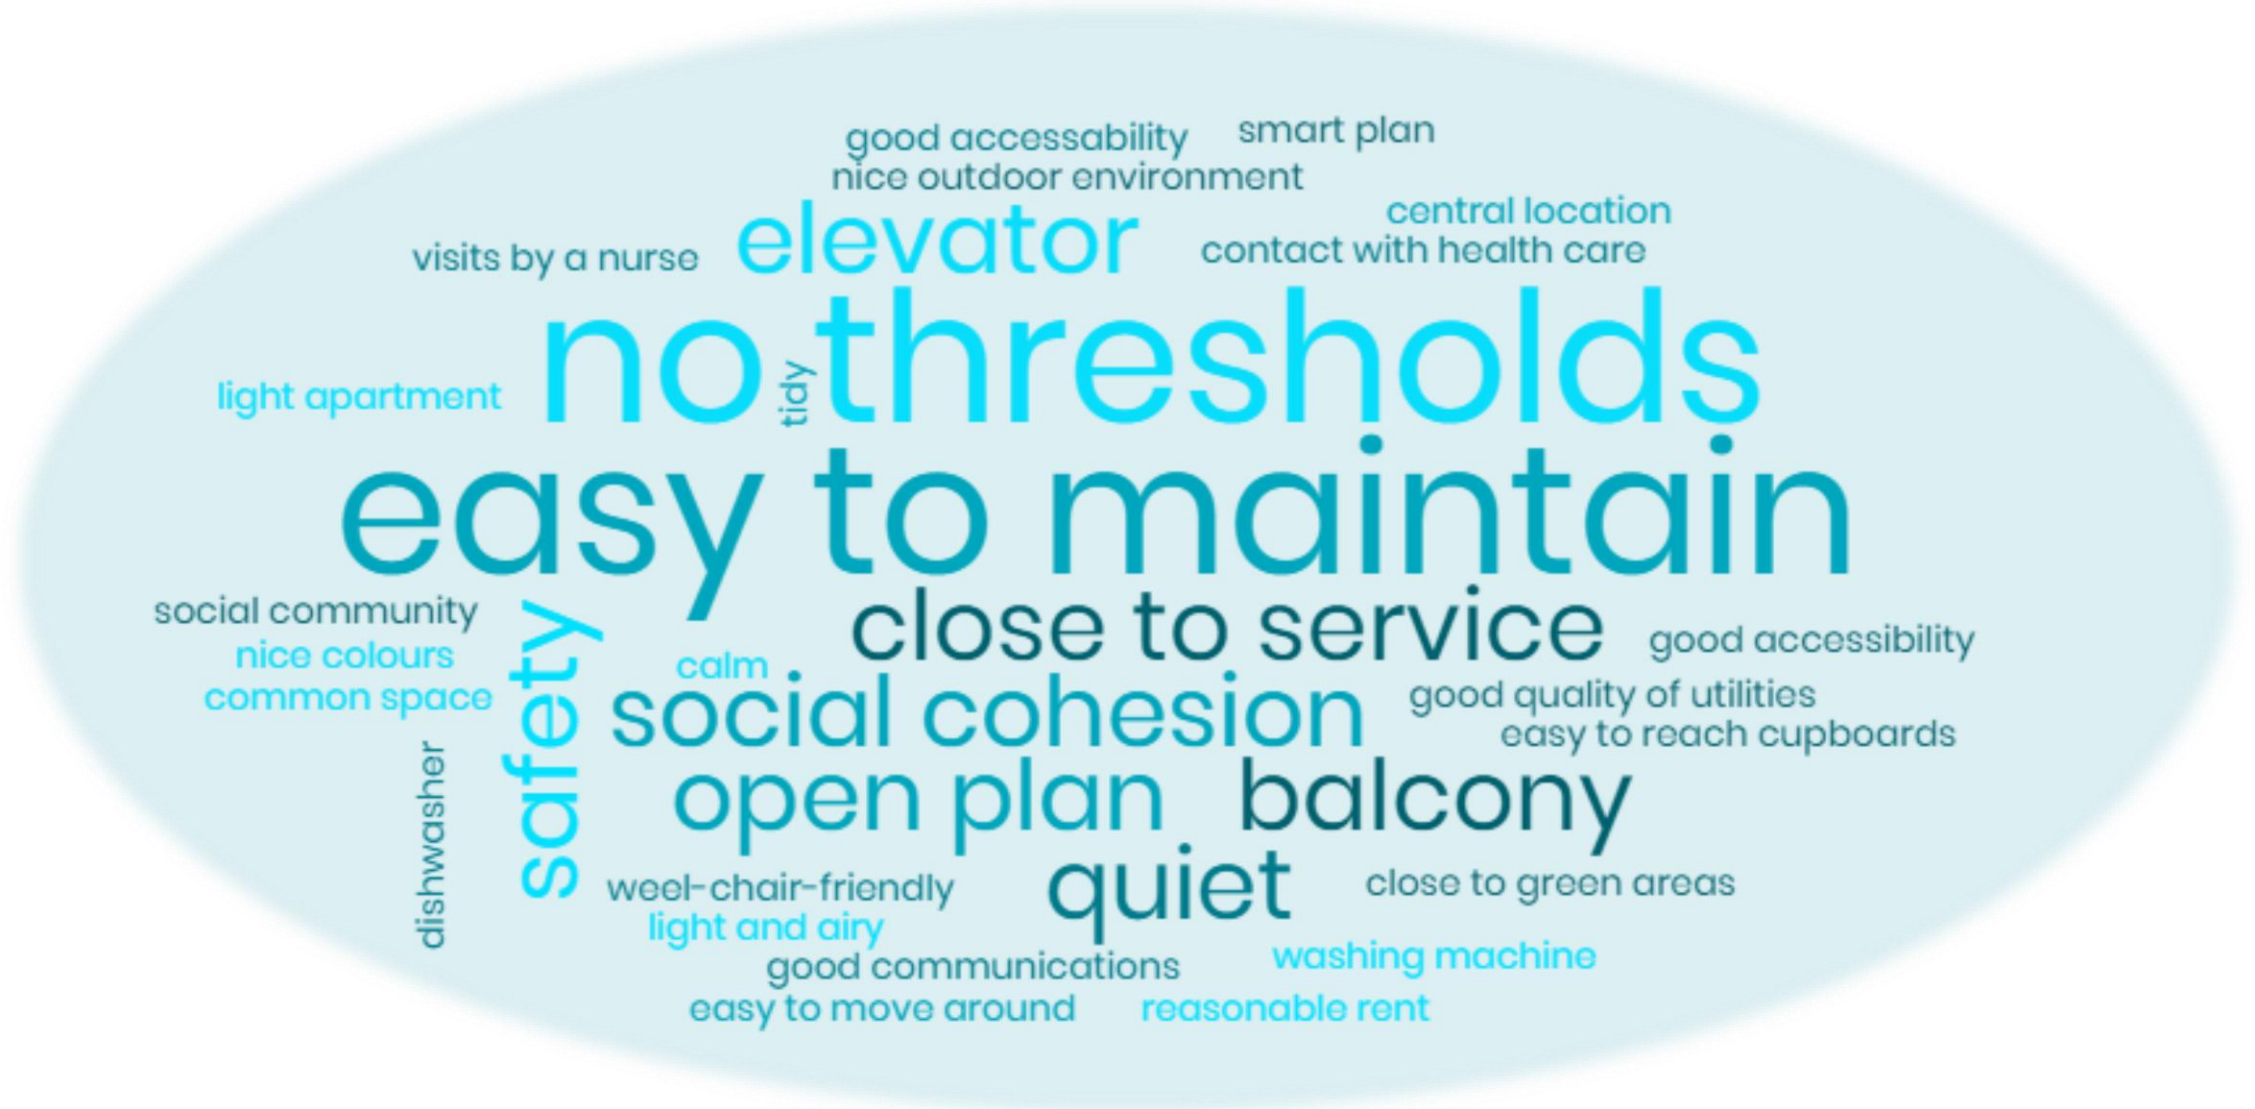 good accessability
smart plan
nice outdoor environment
central location
elevator
contact with health care
visits by a nurse
no thresholds
tidy
light apartment
easy to maintain
social community
close to service
good accessibility
nice colours
safety
calm
common space
social cohesion
good quality of utilities
easy to reach cupboards
dishwasher
open plan
balcony
weel-chair-friendly
quiet
close to green areas
light and airy
good communications
washing machine
easy to move around
reasonable rent